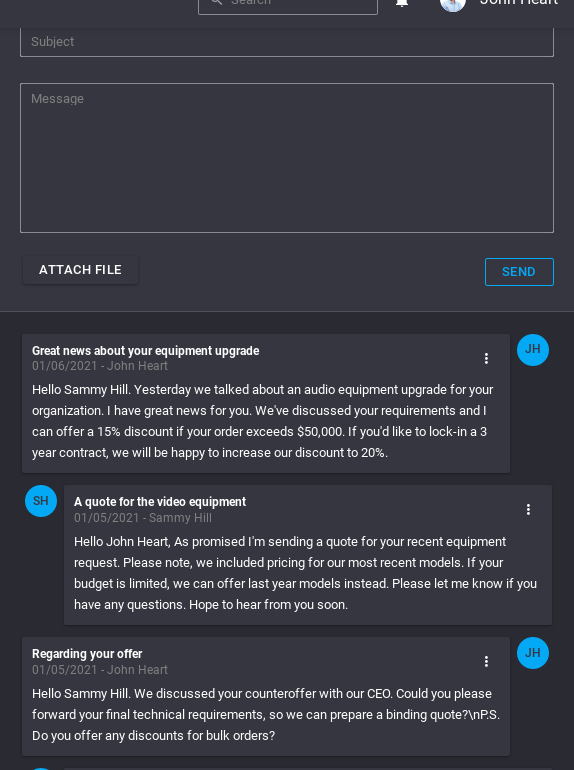 Search
John Heart
Subject
Message
ATTACH FILE
SEND
Great news about your equipment upgrade
01/06/2021 - John Heart
JH
Hello Sammy Hill. Yesterday we talked about an audio equipment upgrade for your
organization. I have great news for you. We've discussed your requirements and I
can offer a 15% discount if your order exceeds $50,000. If you'd like to lock-in a 3
year contract, we will be happy to increase our discount to 20%.
SH
A quote for the video equipment
01/05/2021 - Sammy Hill
Hello John Heart, As promised I'm sending a quote for your recent equipment
request. Please note, we included pricing for our most recent models. If your
budget is limited, we can offer last year models instead. Please let me know if you
have any questions. Hope to hear from you soon.
Regarding your offer
01/05/2021 - John Heart
JH
Hello Sammy Hill. We discussed your counteroffer with our CEO. Could you please
forward your final technical requirements, so we can prepare a binding quote?\nP.S.
Do you offer any discounts for bulk orders?